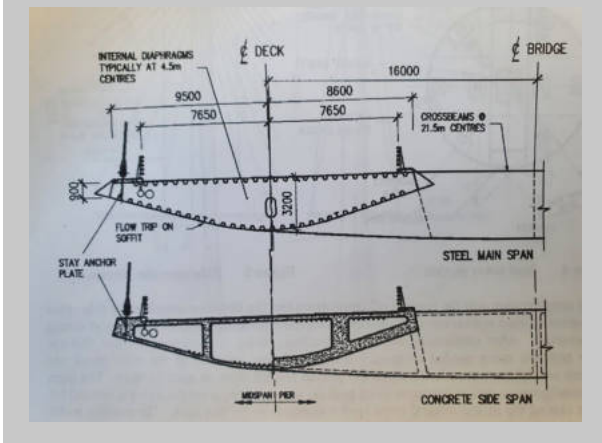 ℄ DECK
℄ BRIDGE
INTERNAL DIAPHRAGMS
TYPICALLY AT 4.5m
CENTRES
16000
9500
8600
7650
7650
CROSSBEAMS @
21.5m CENTRES
900
3200
FLOW TRIP ON
SOFFIT
STAY ANCHOR
PLATE
STEEL MAIN SPAN
MIDSPAN PIER
CONCRETE SIDE SPAN